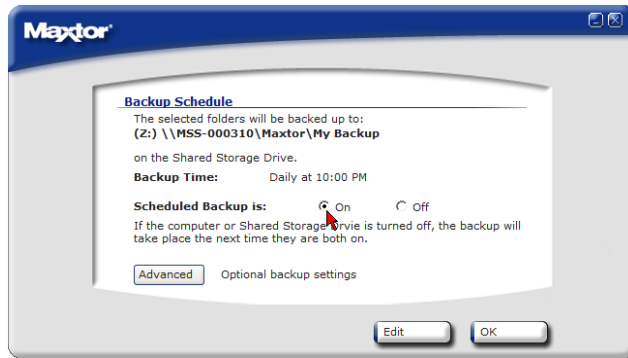 Maxtor
Backup Schedule
The selected folders will be backed up to:
(Z:) \\MSS-000310\Maxtor\My Backup
on the Shared Storage Drive.
Backup Time: Daily at 10:00 PM
Scheduled Backup is: On Off
If the computer or Shared Storage Drvie is turned off, the backup will
take place the next time they are both on.
Advanced Optional backup settings
Edit OK